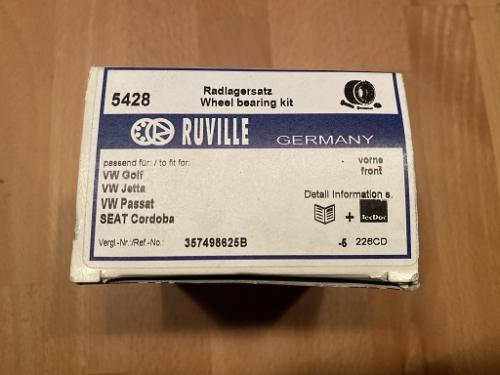 5428
Radlagersatz
Wheel bearing kit
RUVILLE GERMANY
passend für: / to fit for:
VW Golf
VW Jetta
VW Passat
SEAT Cordoba
- vorne
front
Detail Information s.
+ TecDoc
Vergl.-Nr./Ref.-No.: 357498625B
-5 226CD